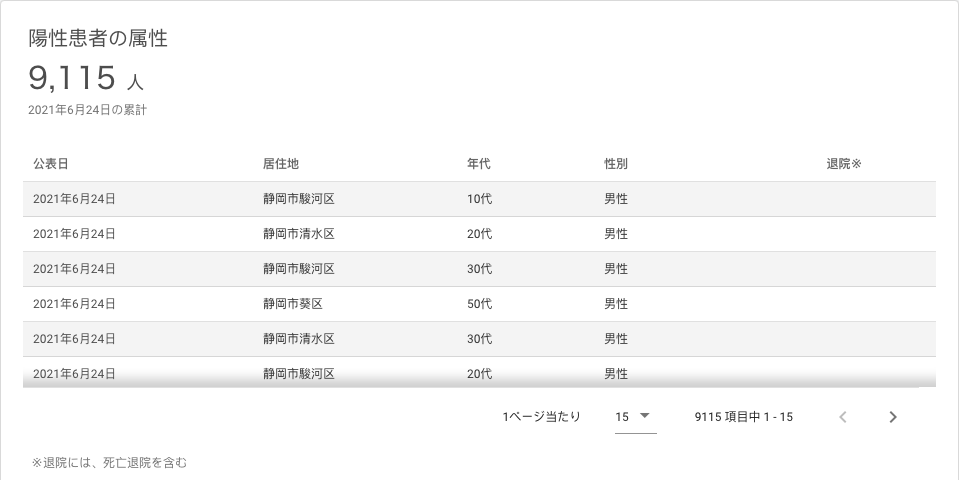 陽性患者の属性
9,115 人
2021年6月24日の累計
公表日 居住地 年代 性別 退院※
2021年6月24日 静岡市駿河区 10代 男性
2021年6月24日 静岡市清水区 20代 男性
2021年6月24日 静岡市駿河区 30代 男性
2021年6月24日 静岡市葵区 50代 男性
2021年6月24日 静岡市清水区 30代 男性
2021年6月24日 静岡市駿河区 20代 男性
1ページ当たり 15 9115 項目中 1 - 15
※退院には、死亡退院を含む